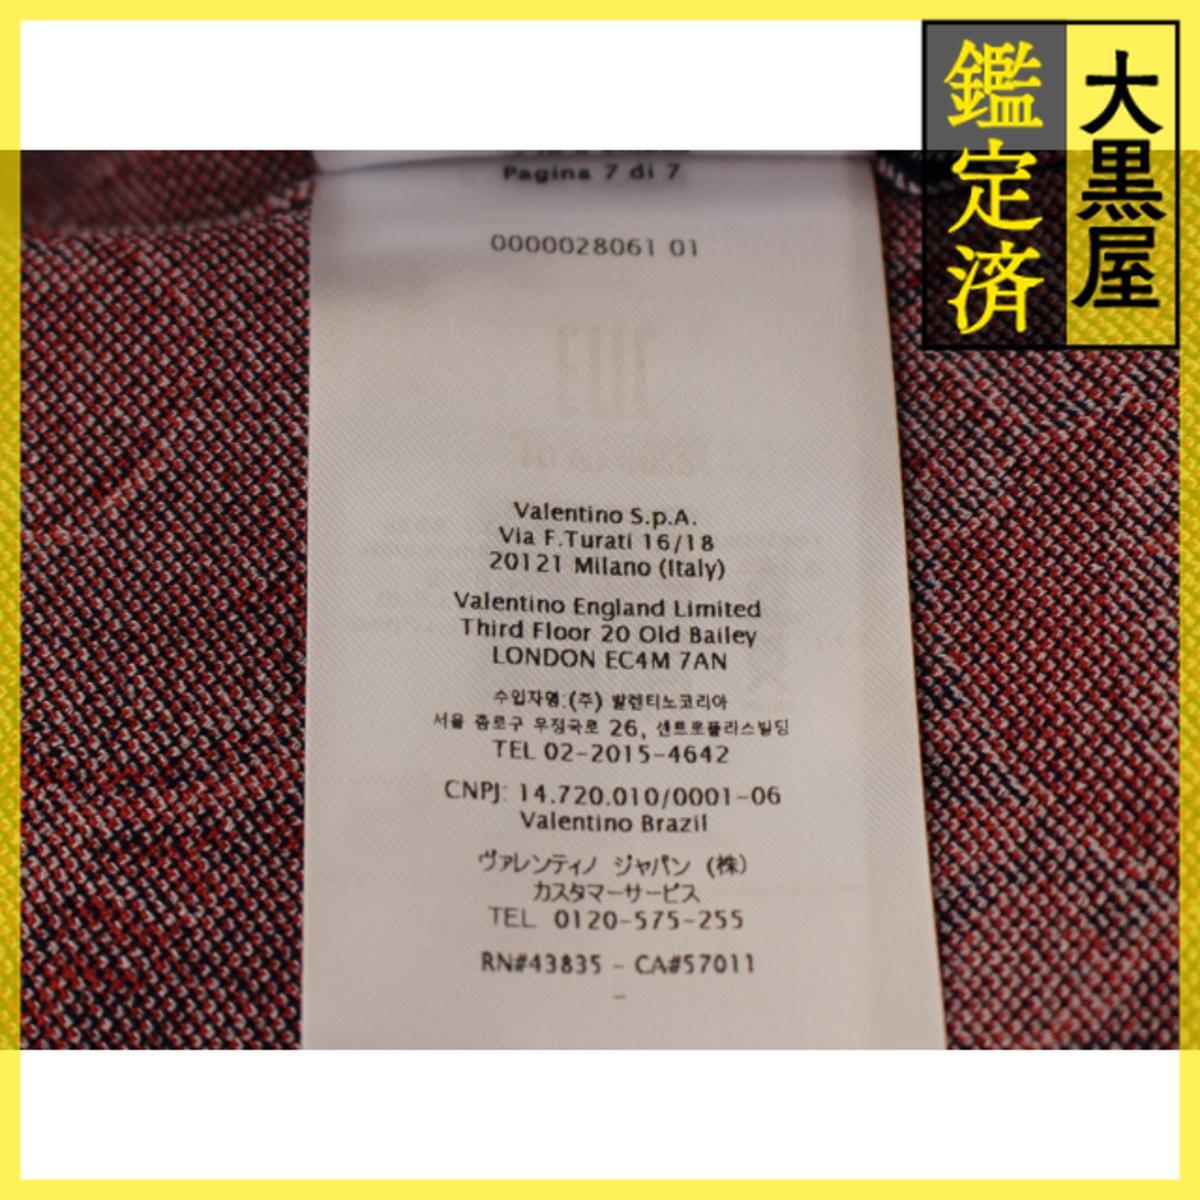 大黒屋
鑑定済
Pagina 7 di 7
0000028061 01
Valentino S.p.A.
Via F.Turati 16/18
20121 Milano (Italy)
Valentino England Limited
Third Floor 20 Old Bailey
LONDON EC4M 7AN
수입자명:(주) 발렌티노코리아
서울 종로구 우정국로 26, 센트로폴리스빌딩
TEL 02-2015-4642
CNPJ: 14.720.010/0001-06
Valentino Brazil
ヴァレンティノ ジャパン (株)
カスタマーサービス
TEL 0120-575-255
RN#43835 - CA#57011
-